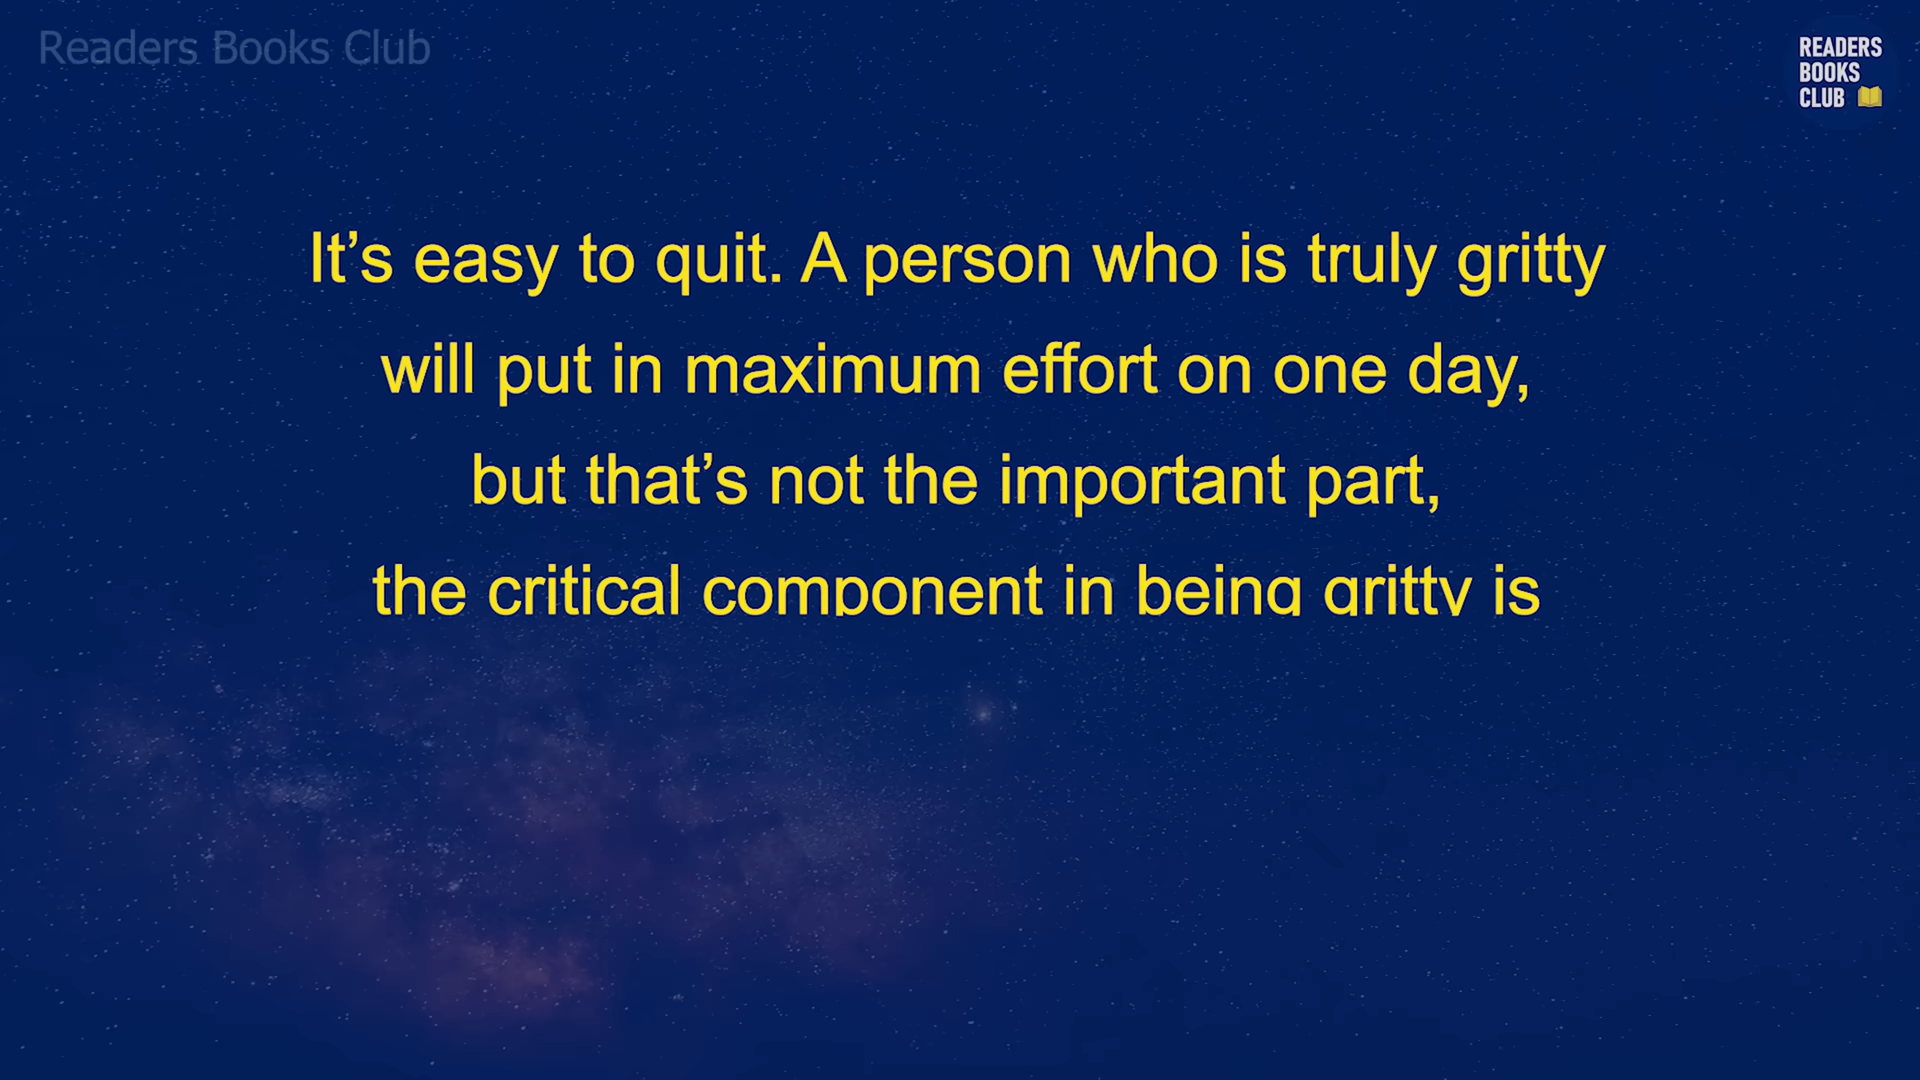 Readers Books Club
READERS
BOOKS
CLUB
It’s easy to quit. A person who is truly gritty
will put in maximum effort on one day,
but that’s not the important part,
the critical component in being gritty is